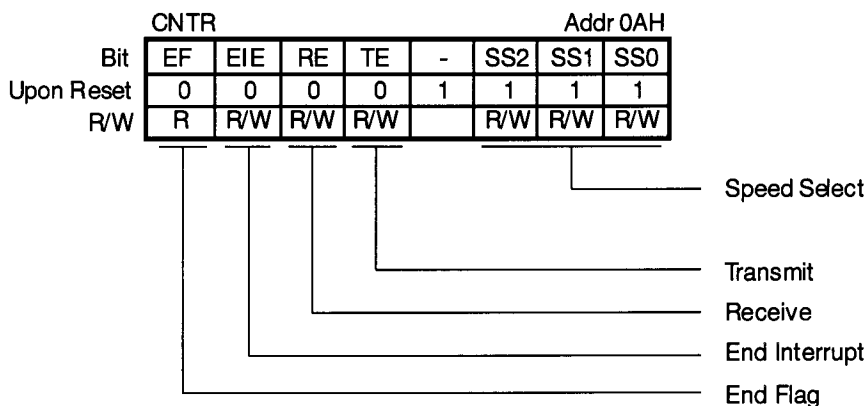 CNTR Addr 0AH
Bit EF EIE RE TE - SS2 SS1 SS0
Upon Reset 0 0 0 0 1 1 1 1
R/W R R/W R/W R/W R/W R/W R/W
Speed Select
Transmit
Receive
End Interrupt
End Flag